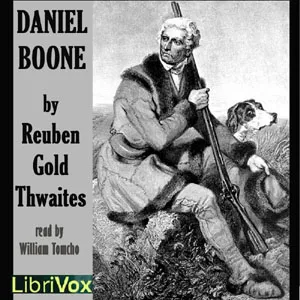 DANIEL
BOONE
by
Reuben
Gold
Thwaites
read by
William Tomcho
LibriVox